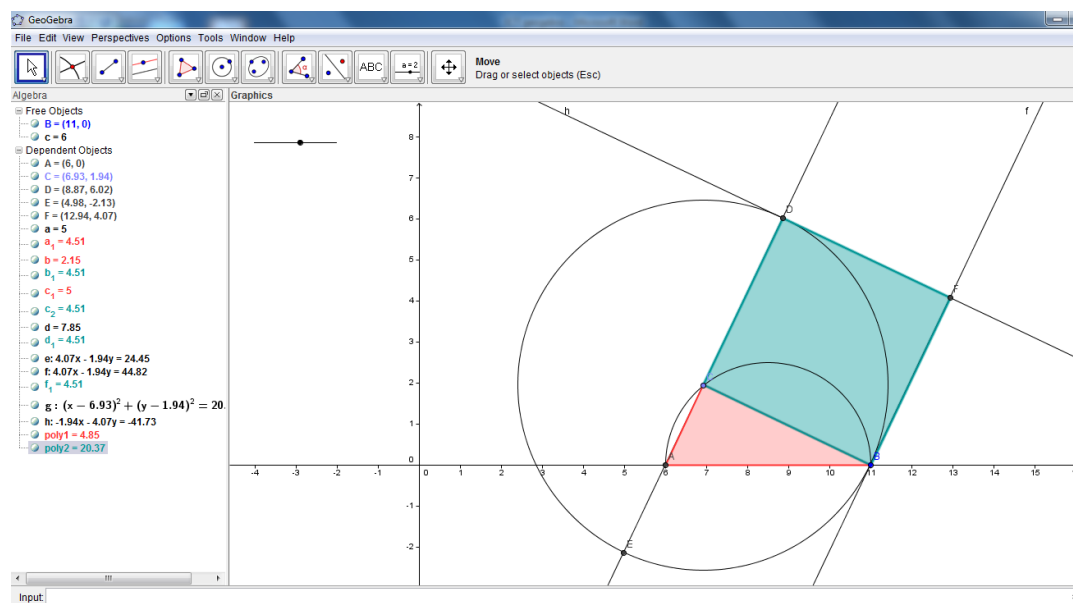 GeoGebra
File Edit View Perspectives Options Tools Window Help
ABC
a = 2
Move
Drag or select objects (Esc)
Algebra
Graphics
Free Objects
B = (11, 0)
c = 6
Dependent Objects
A = (6, 0)
C = (6.93, 1.94)
D = (8.87, 6.02)
E = (4.98, -2.13)
F = (12.94, 4.07)
a = 5
a₁ = 4.51
b = 2.15
b₁ = 4.51
c₁ = 5
c₂ = 4.51
d = 7.85
d₁ = 4.51
e: 4.07x - 1.94y = 24.45
f: 4.07x - 1.94y = 44.82
f₁ = 4.51
g : (x − 6.93)² + (y − 1.94)² = 20.
h: -1.94x - 4.07y = -41.73
poly1 = 4.85
poly2 = 20.37
h
f
8
7
D
6
5
F
4
3
2
1
0
A
B
-4 -3 -2 -1 0 1 2 3 4 5 6 7 8 9 10 11 12 13 14 15
-1
E
-2
Input: